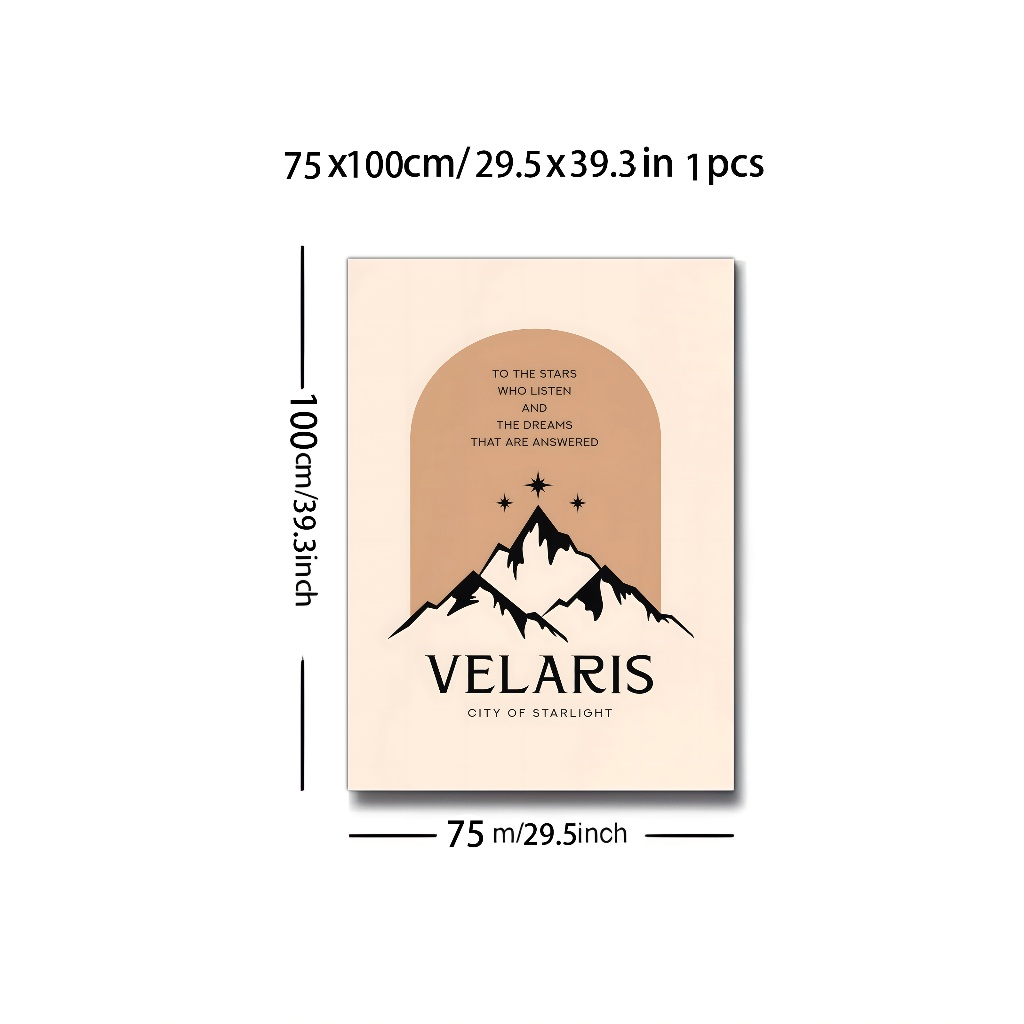 75x100cm/29.5x39.3in 1pcs
100cm/39.3inch
TO THE STARS
WHO LISTEN
AND
THE DREAMS
THAT ARE ANSWERED
VELARIS
CITY OF STARLIGHT
75 m/29.5inch